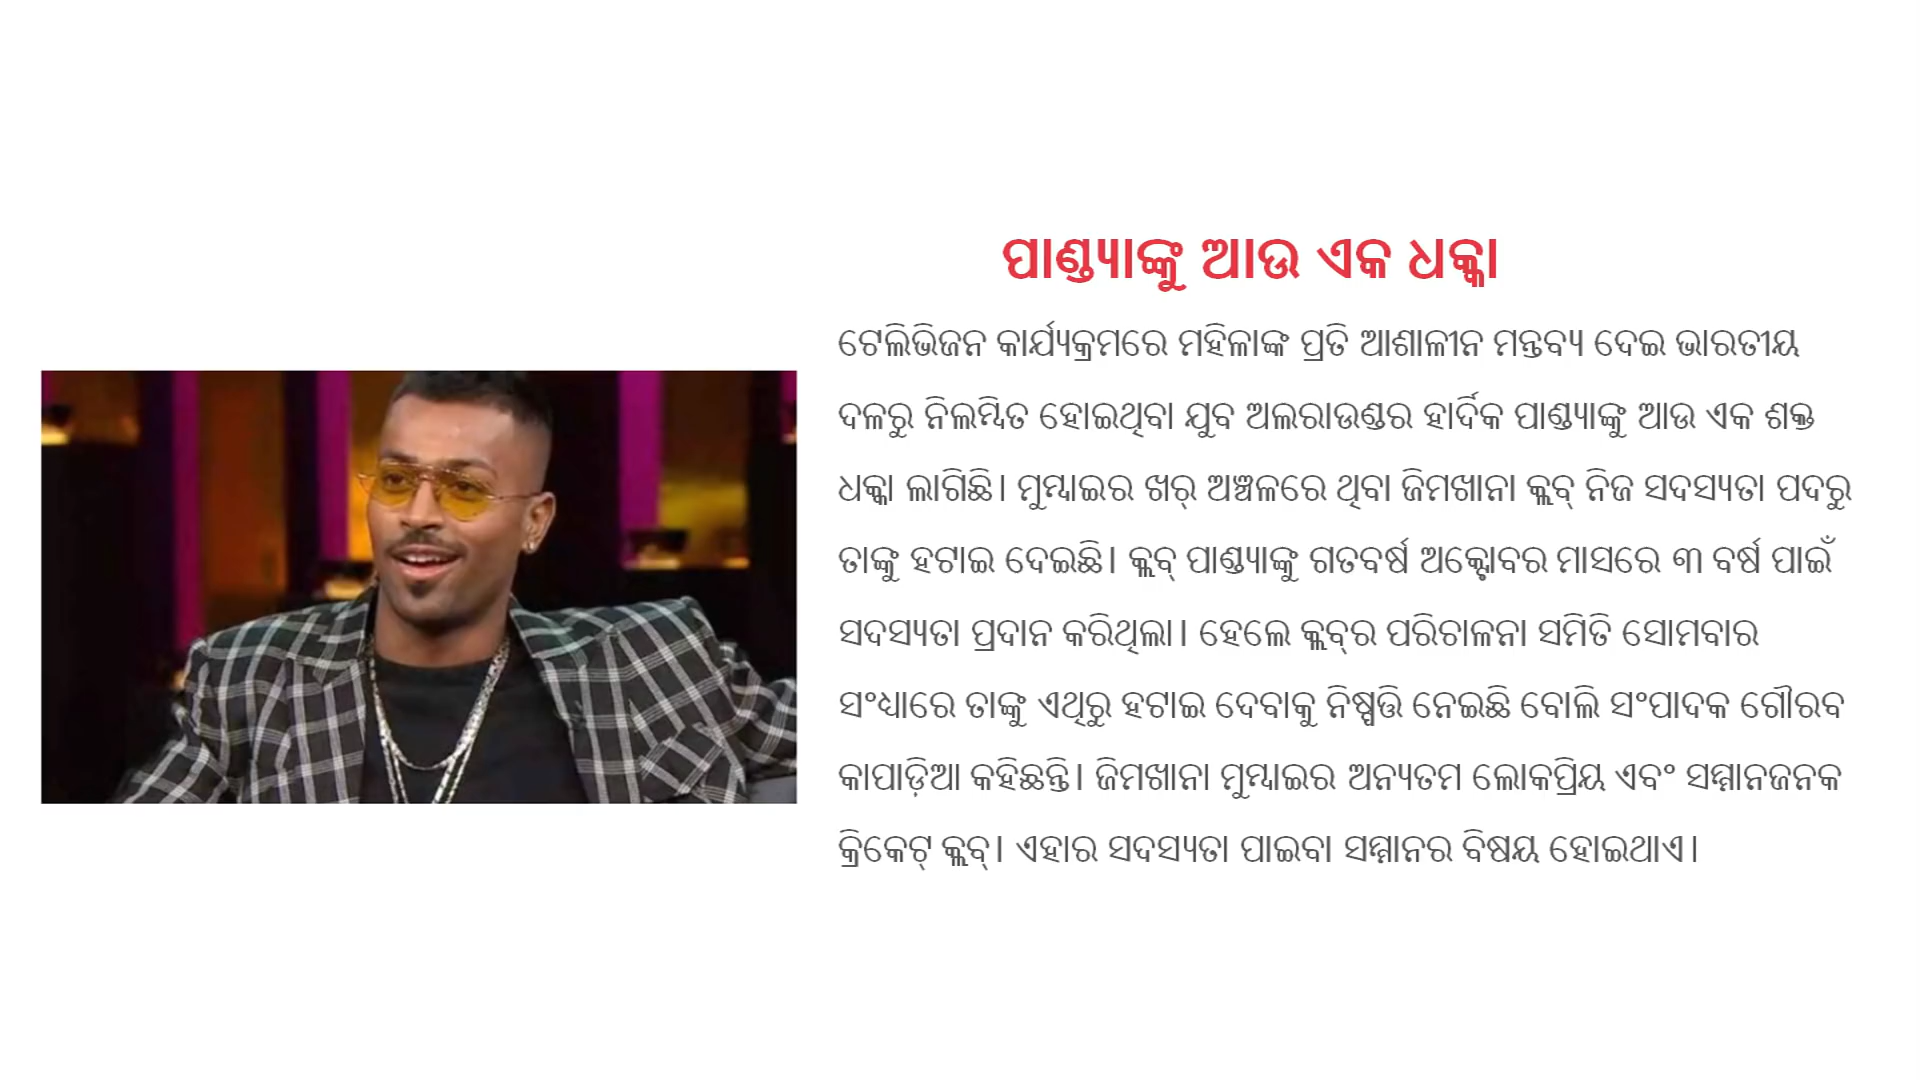 ପାଣ୍ଡ୍ୟାଙ୍କୁ ଆଉ ଏକ ଧକ୍କା
ଟେଲିଭିଜନ କାର୍ଯ୍ୟକ୍ରମରେ ମହିଳାଙ୍କ ପ୍ରତି ଆଶାଳୀନ ମନ୍ତବ୍ୟ ଦେଇ ଭାରତୀୟ
ଦଳରୁ ନିଲମ୍ବିତ ହୋଇଥିବା ଯୁବ ଅଲରାଉଣ୍ଡର ହାର୍ଦିକ ପାଣ୍ଡ୍ୟାଙ୍କୁ ଆଉ ଏକ ଶକ୍ତ
ଧକ୍କା ଲାଗିଛି। ମୁମ୍ବାଇର ଖର୍ ଅଞ୍ଚଳରେ ଥିବା ଜିମଖାନା କ୍ଲବ୍ ନିଜ ସଦସ୍ୟତା ପଦରୁ
ତାଙ୍କୁ ହଟାଇ ଦେଇଛି। କ୍ଲବ୍ ପାଣ୍ଡ୍ୟାଙ୍କୁ ଗତବର୍ଷ ଅକ୍ଟୋବର ମାସରେ ୩ ବର୍ଷ ପାଇଁ
ସଦସ୍ୟତା ପ୍ରଦାନ କରିଥିଲା। ହେଲେ କ୍ଲବ୍‌ର ପରିଚାଳନା ସମିତି ସୋମବାର
ସଂଧ୍ୟାରେ ତାଙ୍କୁ ଏଥିରୁ ହଟାଇ ଦେବାକୁ ନିଷ୍ପତ୍ତି ନେଇଛି ବୋଲି ସଂପାଦକ ଗୌରବ
କାପାଡ଼ିଆ କହିଛନ୍ତି। ଜିମଖାନା ମୁମ୍ବାଇର ଅନ୍ୟତମ ଲୋକପ୍ରିୟ ଏବଂ ସମ୍ମାନଜନକ
କ୍ରିକେଟ୍ କ୍ଲବ୍। ଏହାର ସଦସ୍ୟତା ପାଇବା ସମ୍ମାନର ବିଷୟ ହୋଇଥାଏ।